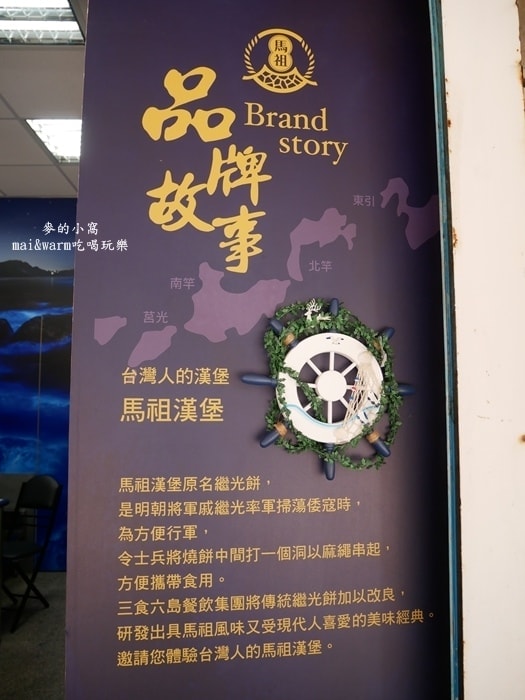 馬祖
品牌故事
Brand
story
東引
北竿
南竿
莒光
麥的小窩
mai&warm吃喝玩樂
台灣人的漢堡
馬祖漢堡
馬祖漢堡原名繼光餅，
是明朝將軍戚繼光率軍掃蕩倭寇時，
為方便行軍，
令士兵將燒餅中間打一個洞以麻繩串起，
方便攜帶食用。
三食六島餐飲集團將傳統繼光餅加以改良，
研發出具馬祖風味又受現代人喜愛的美味經典。
邀請您體驗台灣人的馬祖漢堡。